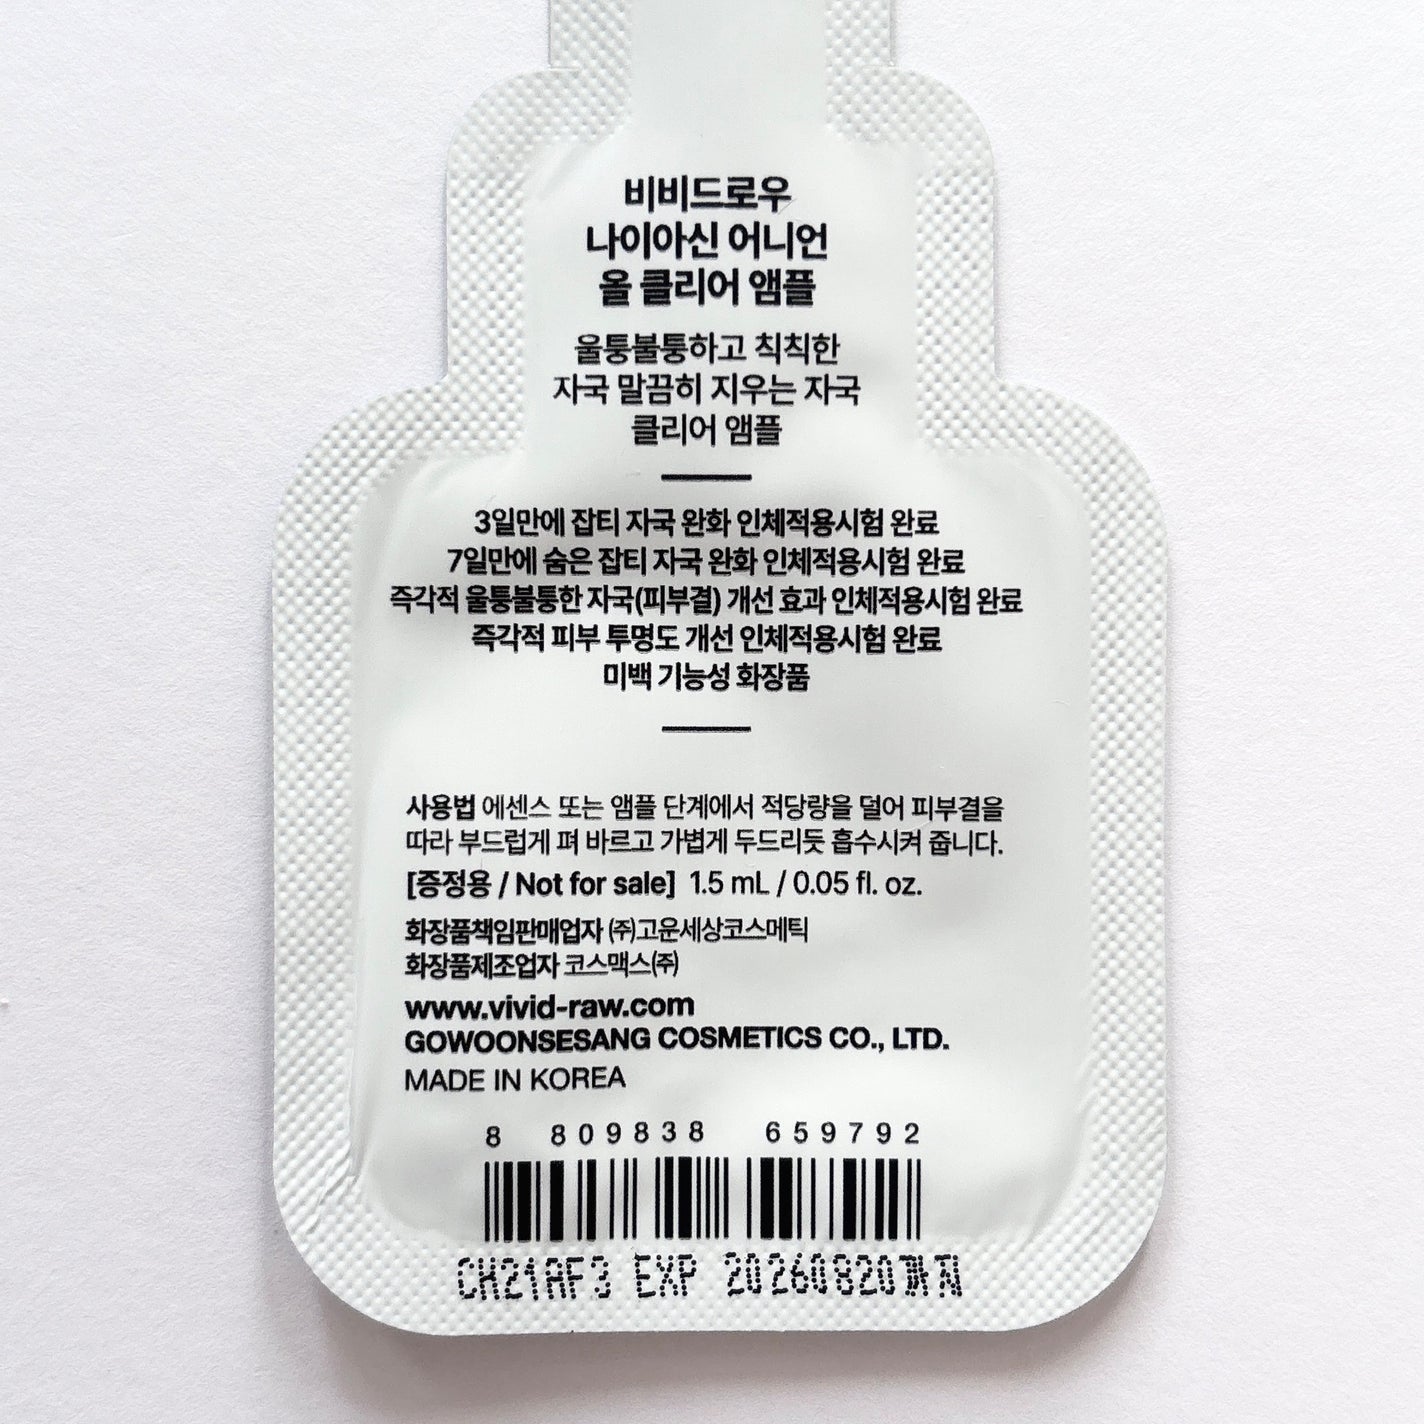 비비드로우
나이아신 어니언
올 클리어 앰플
울퉁불퉁하고 칙칙한
자국 말끔히 지우는 자국
클리어 앰플
3일만에 잡티 자국 완화 인체적용시험 완료
7일만에 숨은 잡티 자국 완화 인체적용시험 완료
즉각적 울퉁불퉁한 자국(피부결) 개선 효과 인체적용시험 완료
즉각적 피부 투명도 개선 인체적용시험 완료
미백 기능성 화장품
사용법 에센스 또는 앰플 단계에서 적당량을 덜어 피부결을
따라 부드럽게 펴 바르고 가볍게 두드리듯 흡수시켜 줍니다.
[증정용 / Not for sale] 1.5 mL / 0.05 fl. oz.
화장품책임판매업자 ㈜고운세상코스메틱
화장품제조업자 코스맥스㈜
www.vivid-raw.com
GOWOONSESANG COSMETICS CO., LTD.
MADE IN KOREA
8 809838 659792
CK21AF3 EXP 20260820까지